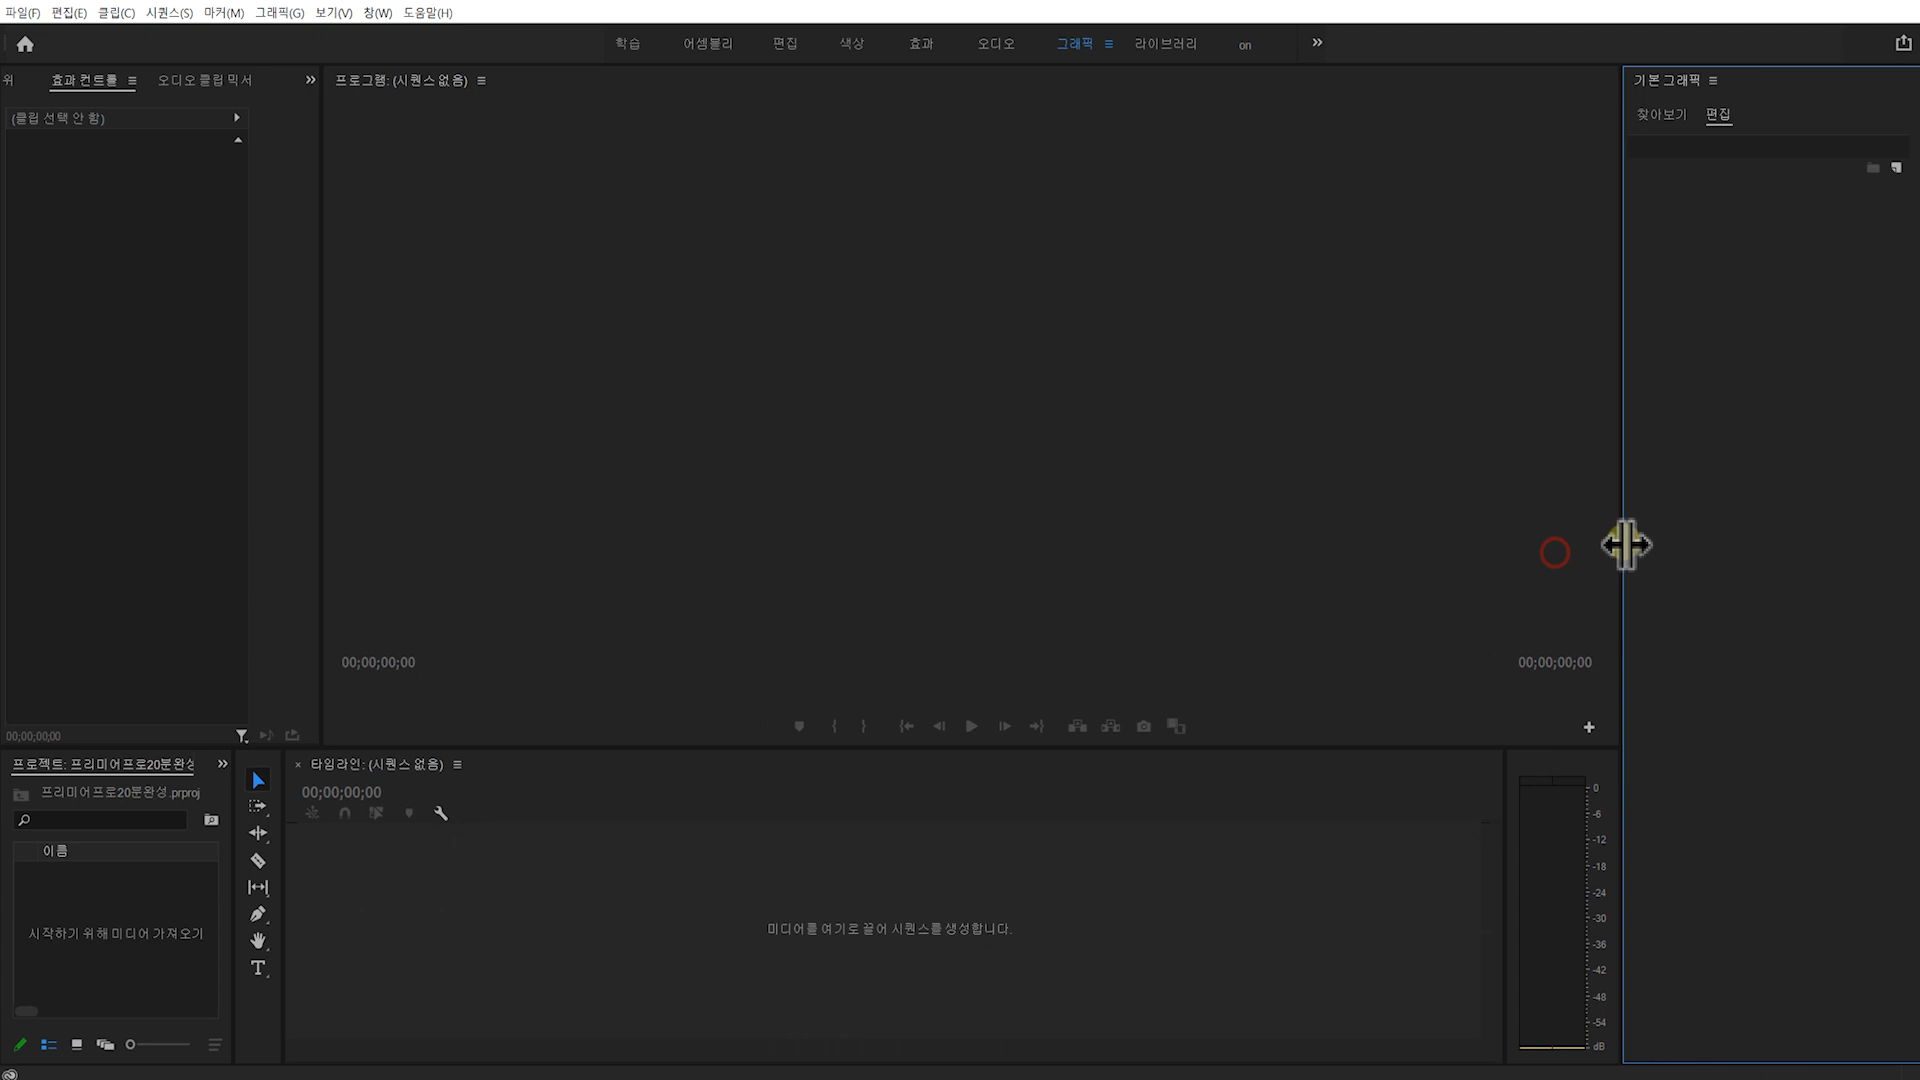 파일(F) 편집(E) 클립(C) 시퀀스(S) 마커(M) 그래픽(G) 보기(V) 창(W) 도움말(H)
학습 어셈블리 편집 색상 효과 오디오 그래픽 라이브러리 on
위 효과 컨트롤 오디오 클립 믹서
(클립 선택 안 함)
00;00;00;00
프로그램: (시퀀스 없음)
00;00;00;00 00;00;00;00
기본 그래픽
찾아보기 편집
프로젝트: 프리미어프로20분완성
프리미어프로20분완성.prproj
이름
시작하기 위해 미디어 가져오기
× 타임라인: (시퀀스 없음)
00;00;00;00
미디어를 여기로 끌어 시퀀스를 생성합니다.
0
-6
-12
-18
-24
-30
-36
-42
-48
-54
dB